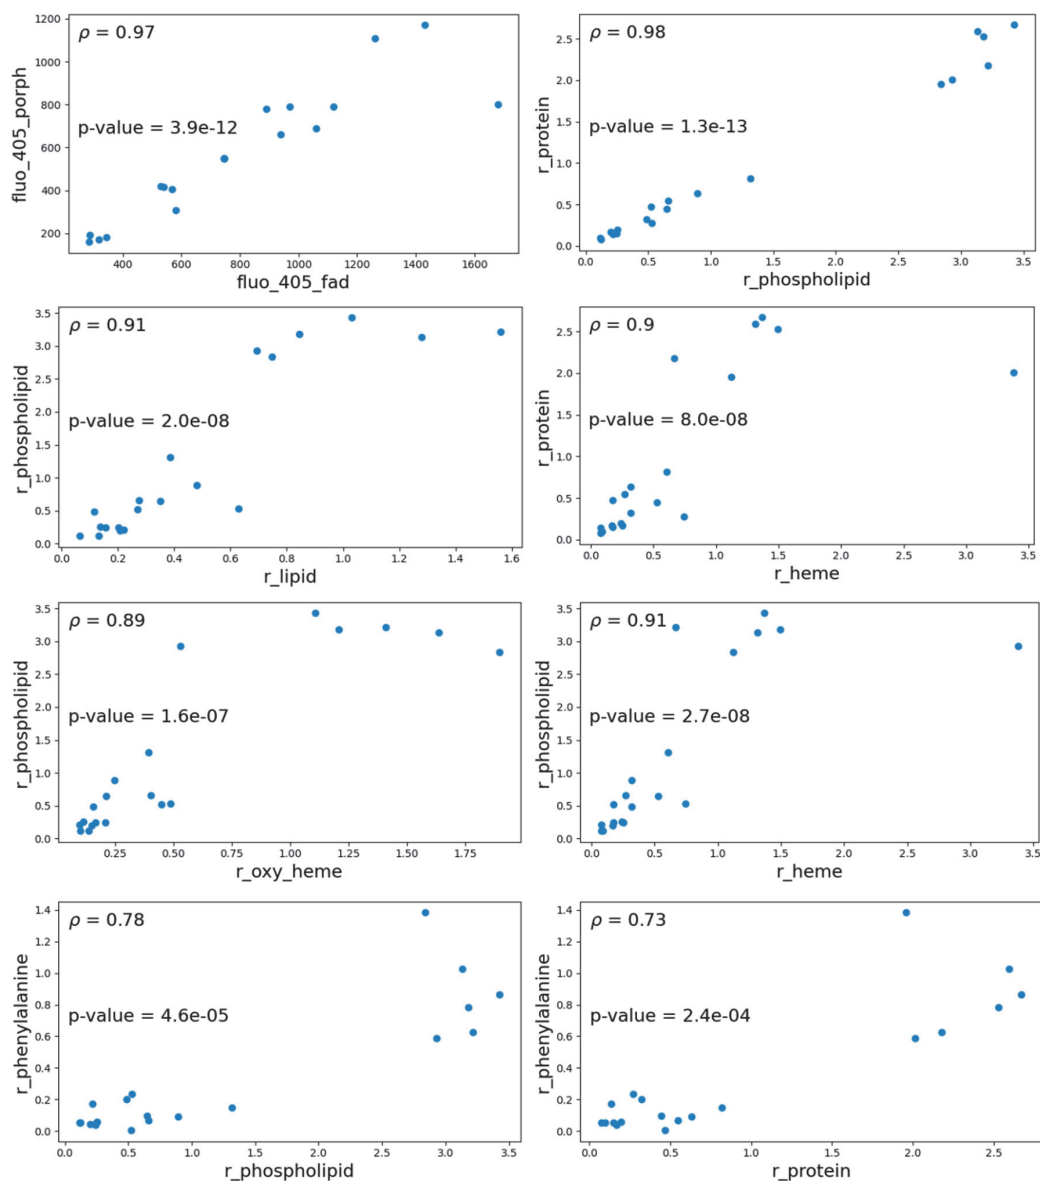 ρ = 0.97
p-value = 3.9e-12
fluo_405_porph
1200
1000
800
600
400
200
400 600 800 1000 1200 1400 1600
fluo_405_fad
ρ = 0.98
p-value = 1.3e-13
r_protein
2.5
2.0
1.5
1.0
0.5
0.0
0.0 0.5 1.0 1.5 2.0 2.5 3.0 3.5
r_phospholipid
ρ = 0.91
p-value = 2.0e-08
r_phospholipid
3.5
3.0
2.5
2.0
1.5
1.0
0.5
0.0
0.0 0.2 0.4 0.6 0.8 1.0 1.2 1.4 1.6
r_lipid
ρ = 0.9
p-value = 8.0e-08
r_protein
2.5
2.0
1.5
1.0
0.5
0.0
0.0 0.5 1.0 1.5 2.0 2.5 3.0 3.5
r_heme
ρ = 0.89
p-value = 1.6e-07
r_phospholipid
3.5
3.0
2.5
2.0
1.5
1.0
0.5
0.0
0.25 0.50 0.75 1.00 1.25 1.50 1.75
r_oxy_heme
ρ = 0.91
p-value = 2.7e-08
r_phospholipid
3.5
3.0
2.5
2.0
1.5
1.0
0.5
0.0
0.0 0.5 1.0 1.5 2.0 2.5 3.0 3.5
r_heme
ρ = 0.78
p-value = 4.6e-05
r_phenylalanine
1.4
1.2
1.0
0.8
0.6
0.4
0.2
0.0
0.0 0.5 1.0 1.5 2.0 2.5 3.0 3.5
r_phospholipid
ρ = 0.73
p-value = 2.4e-04
r_phenylalanine
1.4
1.2
1.0
0.8
0.6
0.4
0.2
0.0
0.0 0.5 1.0 1.5 2.0 2.5
r_protein